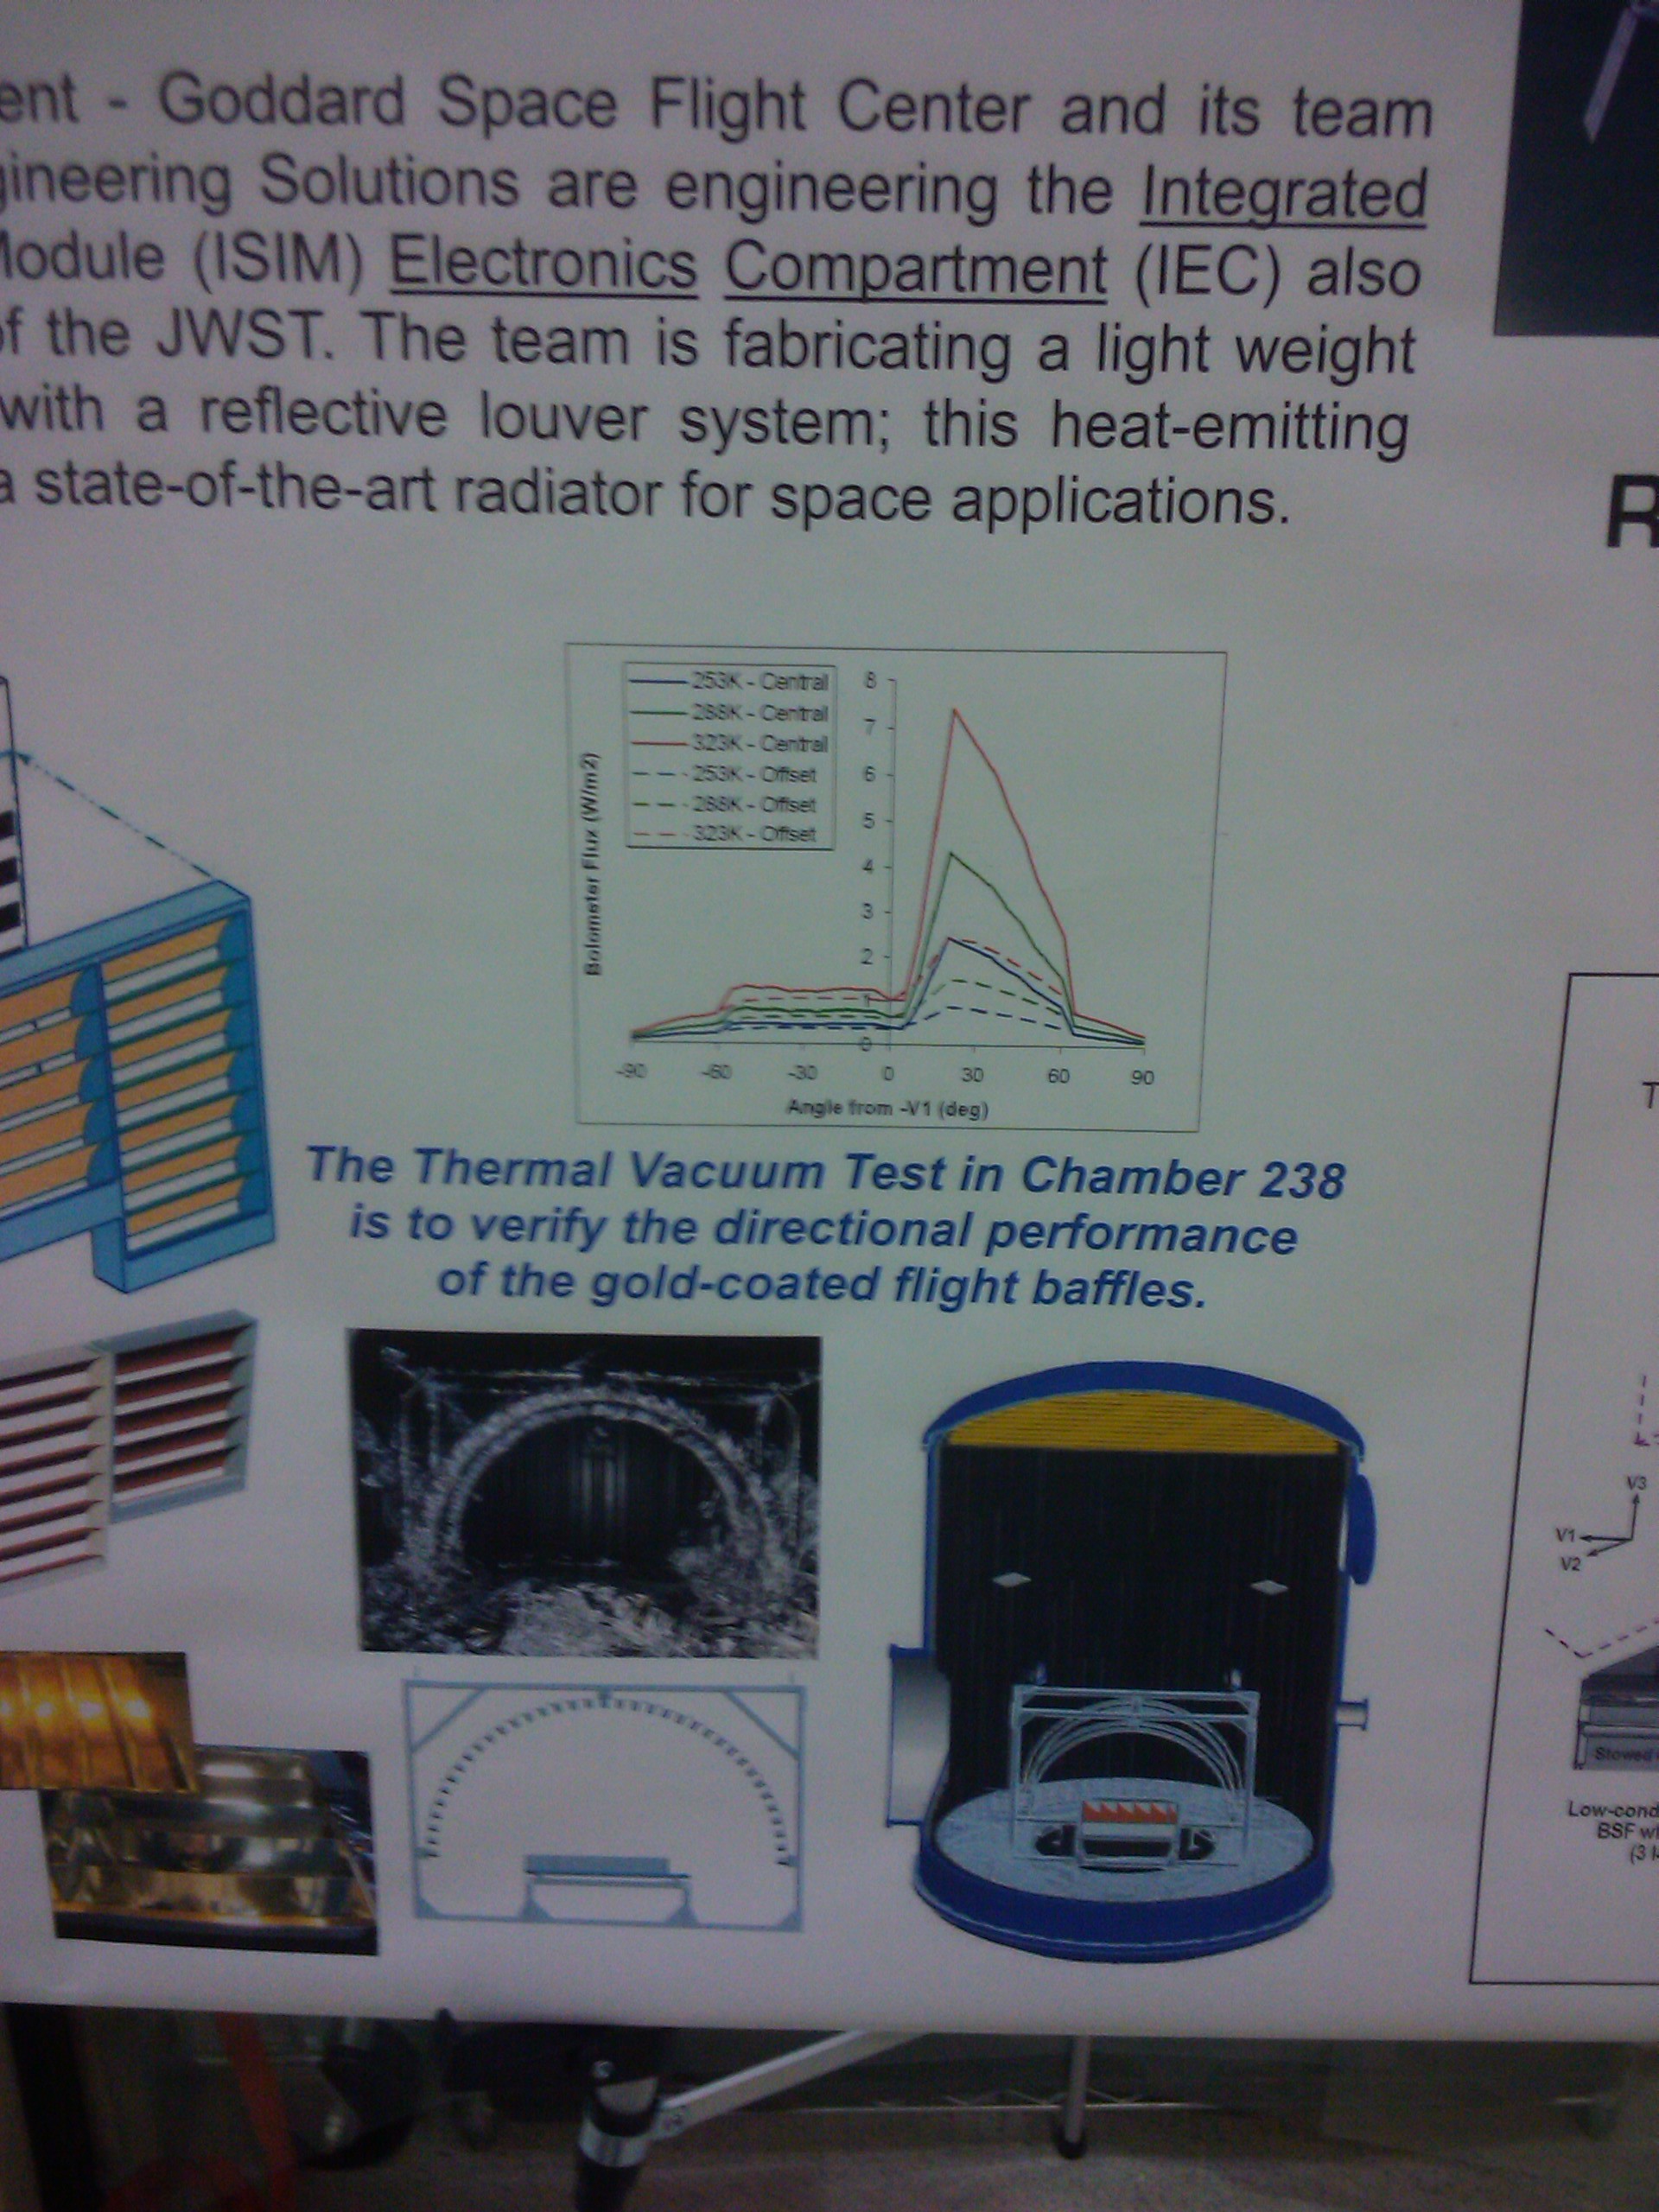 ent - Goddard Space Flight Center and its team
gineering Solutions are engineering the Integrated
Module (ISIM) Electronics Compartment (IEC) also
of the JWST. The team is fabricating a light weight
with a reflective louver system; this heat-emitting
a state-of-the-art radiator for space applications.
R
253K - Central
288K - Central
323K - Central
253K - Offset
288K - Offset
323K - Offset
Bolometer Flux (W/m2)
8
7
6
5
4
3
2
1
0
-90 -60 -30 0 30 60 90
Angle from -V1 (deg)
The Thermal Vacuum Test in Chamber 238
is to verify the directional performance
of the gold-coated flight baffles.
T
V3
V1
V2
Stowed
Low-cond
BSF wh
(3 l